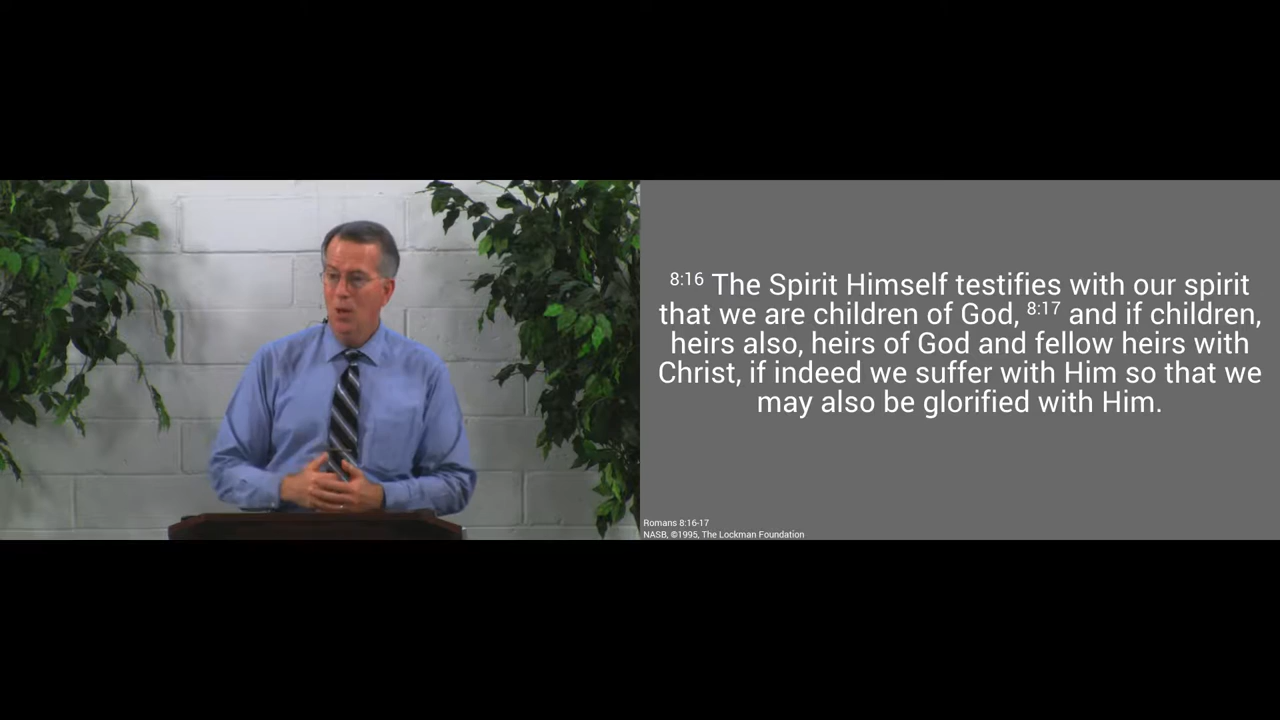 8:16 The Spirit Himself testifies with our spirit
that we are children of God, 8:17 and if children,
heirs also, heirs of God and fellow heirs with
Christ, if indeed we suffer with Him so that we
may also be glorified with Him.
Romans 8:16-17
NASB, ©1995, The Lockman Foundation